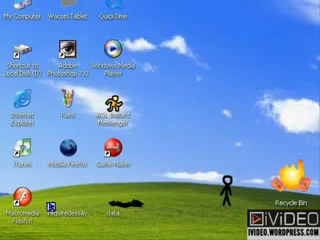 My Computer
Wacom Tablet
QuickTime
Shortcut to
Local Disk (D)
Adobe
Photoshop 7.0
Windows Media
Player
Internet
Explorer
Paint
AOL Instant
Messenger
iTunes
Mozilla Firefox
Game Maker
Macromedia
Flash 8
requiredessay
data
Recycle Bin
iVIDEO
IVIDEO.WORDPRESS.COM